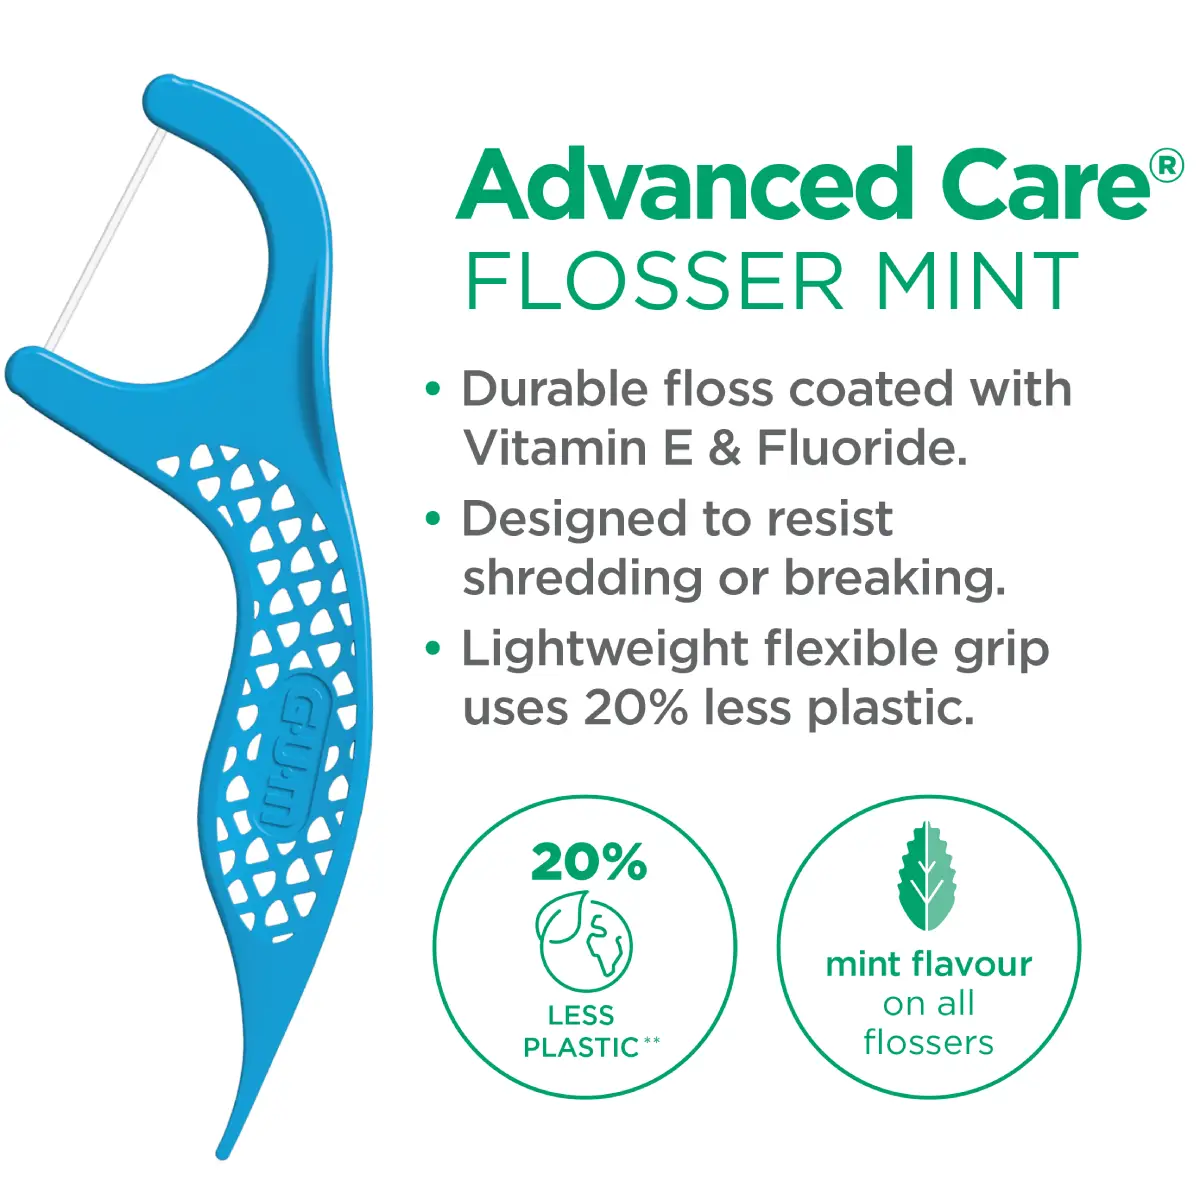 Advanced Care®
FLOSSER MINT
• Durable floss coated with
Vitamin E & Fluoride.
• Designed to resist
shredding or breaking.
• Lightweight flexible grip
uses 20% less plastic.
G·U·M
20%
LESS
PLASTIC**
mint flavour
on all
flossers